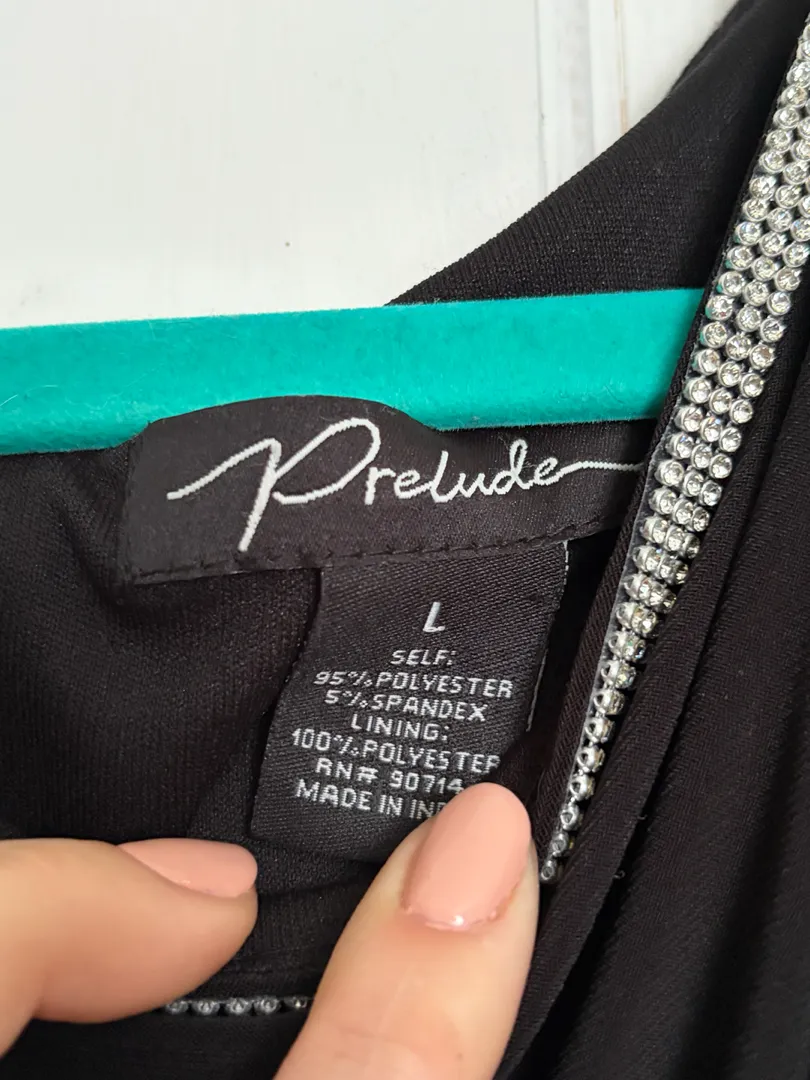 Prelude
L
SELF:
95% POLYESTER
5% SPANDEX
LINING:
100% POLYESTER
RN# 90714
MADE IN